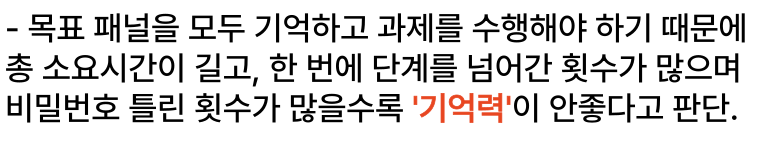 - 목표 패널을 모두 기억하고 과제를 수행해야 하기 때문에
총 소요시간이 길고, 한 번에 단계를 넘어간 횟수가 많으며
비밀번호 틀린 횟수가 많을수록 '기억력'이 안좋다고 판단.